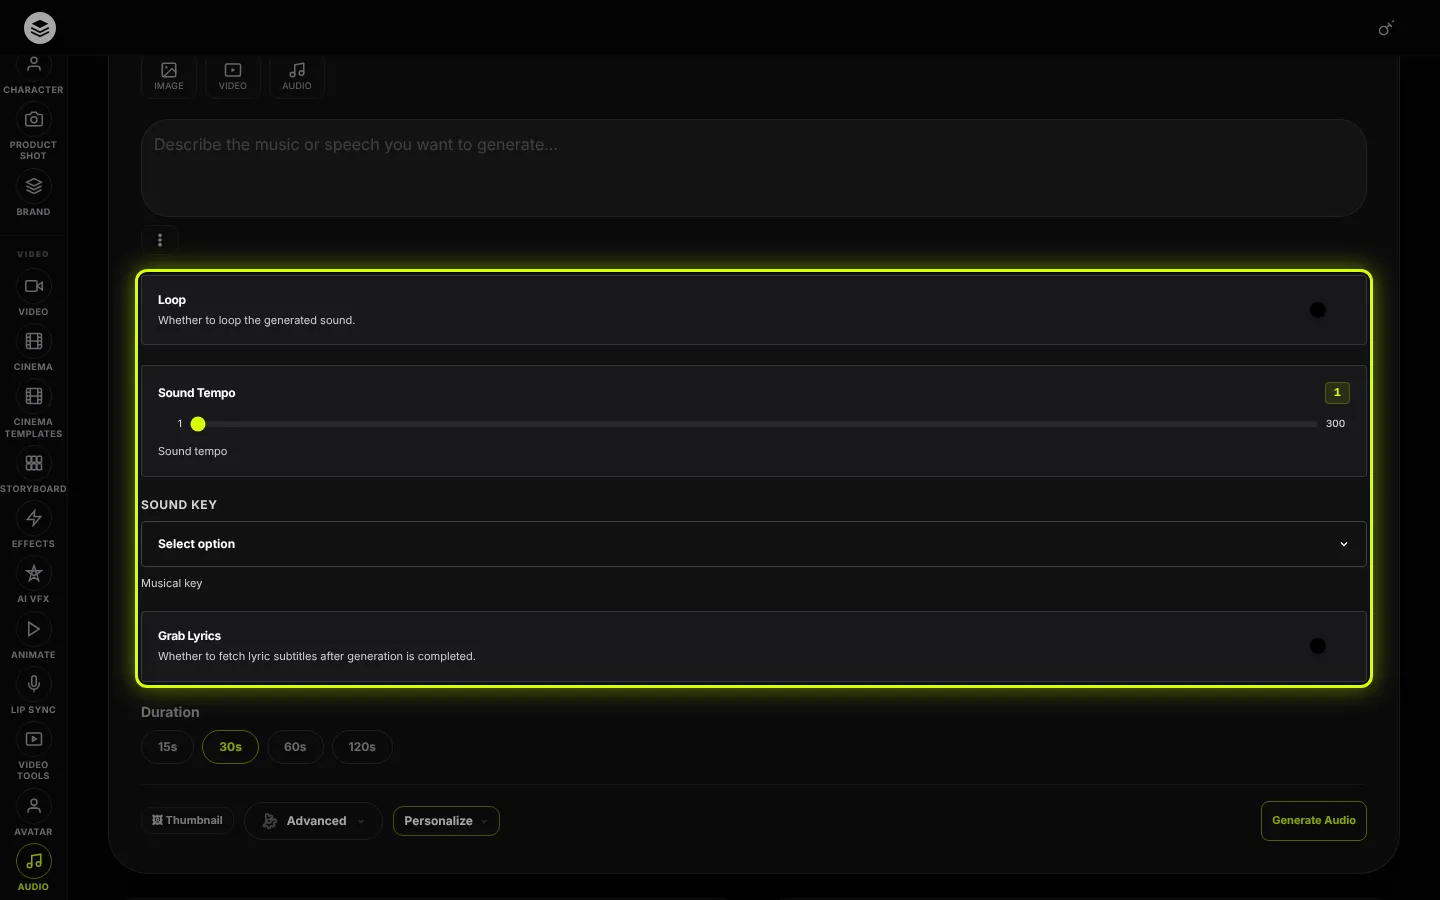 CHARACTER
PRODUCT
SHOT
BRAND
VIDEO
VIDEO
CINEMA
CINEMA
TEMPLATES
STORYBOARD
EFFECTS
AI VFX
ANIMATE
LIP SYNC
VIDEO
TOOLS
AVATAR
AUDIO
IMAGE
VIDEO
AUDIO
Describe the music or speech you want to generate...
Loop
Whether to loop the generated sound.
Sound Tempo
1
1
300
Sound tempo
SOUND KEY
Select option
Musical key
Grab Lyrics
Whether to fetch lyric subtitles after generation is completed.
Duration
15s
30s
60s
120s
Thumbnail
Advanced
Personalize
Generate Audio